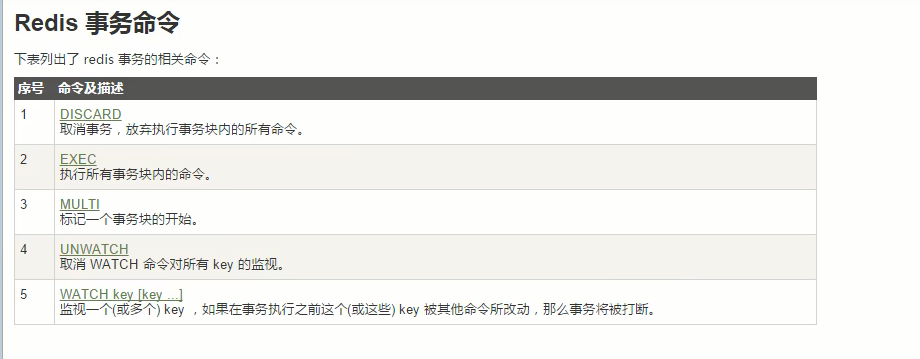 Redis 事务命令
下表列出了 redis 事务的相关命令：
序号 命令及描述
1 DISCARD
取消事务，放弃执行事务块内的所有命令。
2 EXEC
执行所有事务块内的命令。
3 MULTI
标记一个事务块的开始。
4 UNWATCH
取消 WATCH 命令对所有 key 的监视。
5 WATCH key [key ...]
监视一个(或多个) key ，如果在事务执行之前这个(或这些) key 被其他命令所改动，那么事务将被打断。